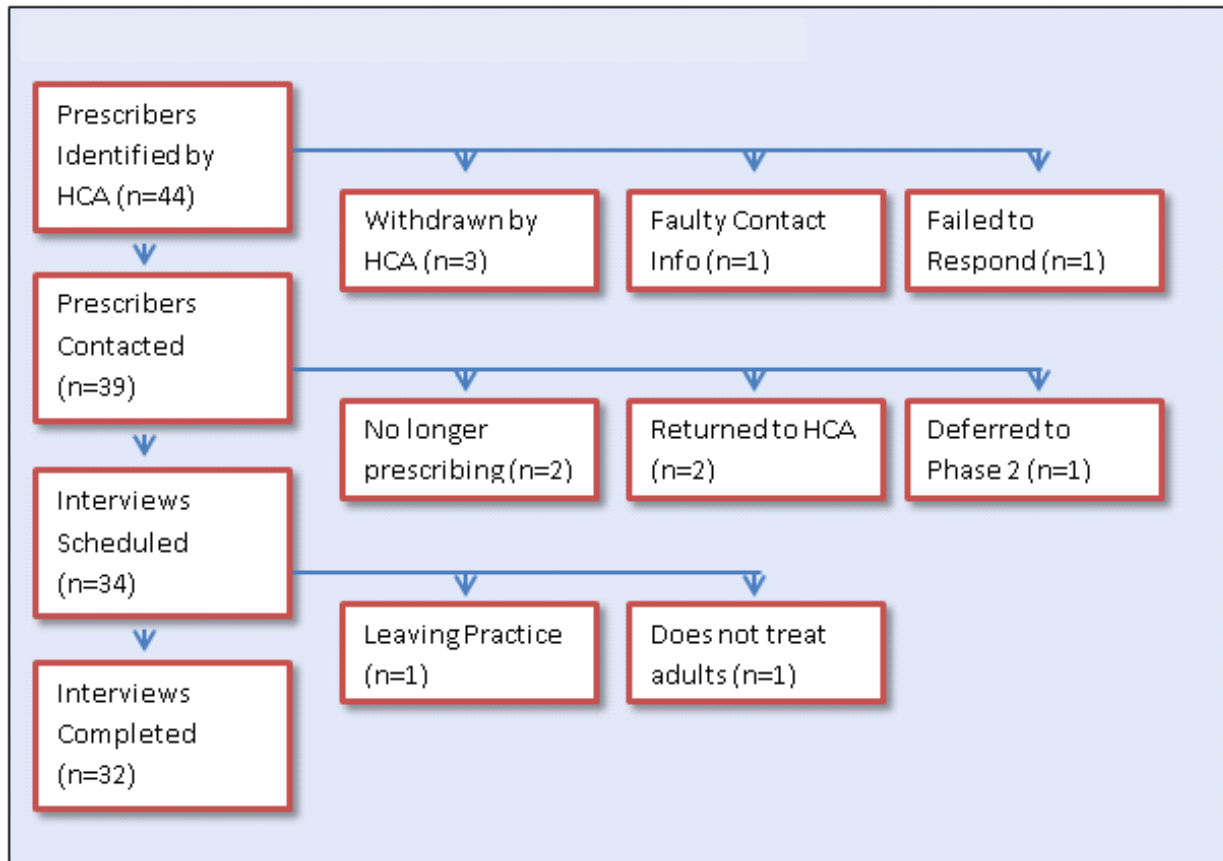 Prescribers
Identified by
HCA (n=44)
Withdrawn by
HCA (n=3)
Faulty Contact
Info (n=1)
Failed to
Respond (n=1)
Prescribers
Contacted
(n=39)
No longer
prescribing (n=2)
Returned to HCA
(n=2)
Deferred to
Phase 2 (n=1)
Interviews
Scheduled
(n=34)
Leaving Practice
(n=1)
Does not treat
adults (n=1)
Interviews
Completed
(n=32)